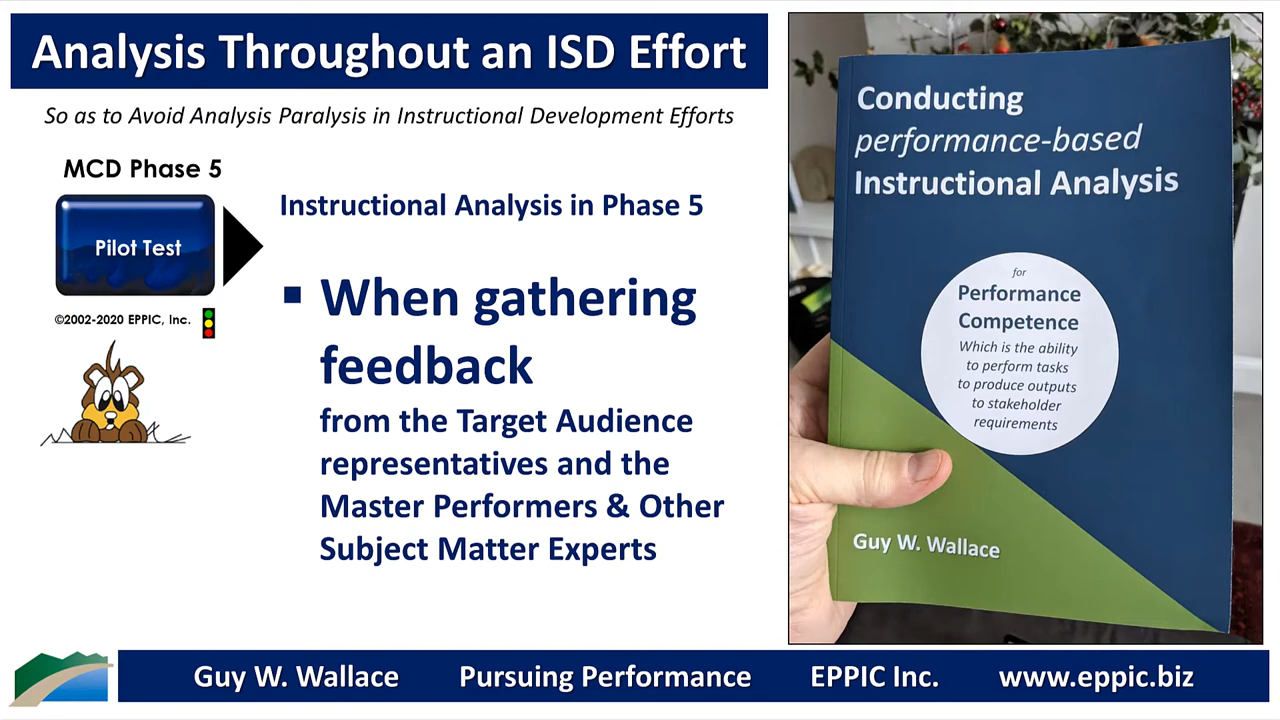 Analysis Throughout an ISD Effort
So as to Avoid Analysis Paralysis in Instructional Development Efforts
MCD Phase 5
Pilot Test
©2002-2020 EPPIC, Inc.
Instructional Analysis in Phase 5
▪ When gathering
feedback
from the Target Audience
representatives and the
Master Performers & Other
Subject Matter Experts
Conducting
performance-based
Instructional Analysis
for
Performance
Competence
Which is the ability
to perform tasks
to produce outputs
to stakeholder
requirements
Guy W. Wallace
Guy W. Wallace Pursuing Performance EPPIC Inc. www.eppic.biz